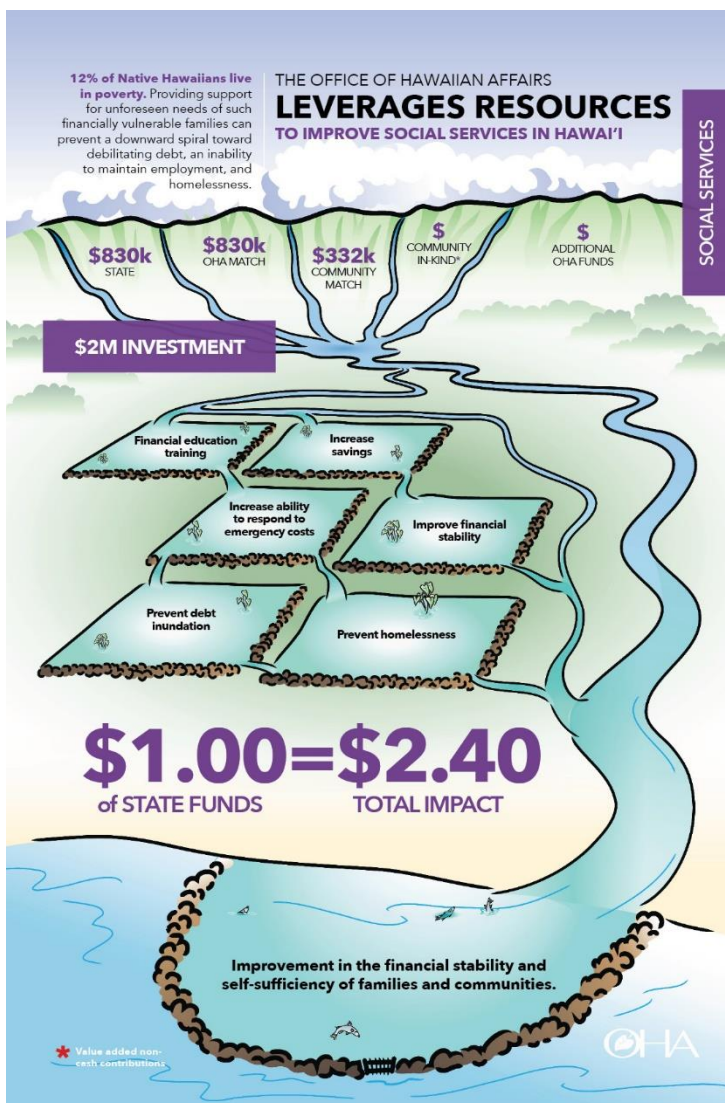 12% of Native Hawaiians live
in poverty. Providing support
for unforeseen needs of such
financially vulnerable families can
prevent a downward spiral toward
debilitating debt, an inability
to maintain employment, and
homelessness.
THE OFFICE OF HAWAIIAN AFFAIRS
LEVERAGES RESOURCES
TO IMPROVE SOCIAL SERVICES IN HAWAI'I
SOCIAL SERVICES
$830k
STATE
$830k
OHA MATCH
$332k
COMMUNITY
MATCH
$
COMMUNITY
IN-KIND*
$
ADDITIONAL
OHA FUNDS
$2M INVESTMENT
Financial education
training
Increase
savings
Increase ability
to respond to
emergency costs
Improve financial
stability
Prevent debt
inundation
Prevent homelessness
$1.00=$2.40
of STATE FUNDS TOTAL IMPACT
Improvement in the financial stability and
self-sufficiency of families and communities.
* Value added non-
cash contributions
OHA